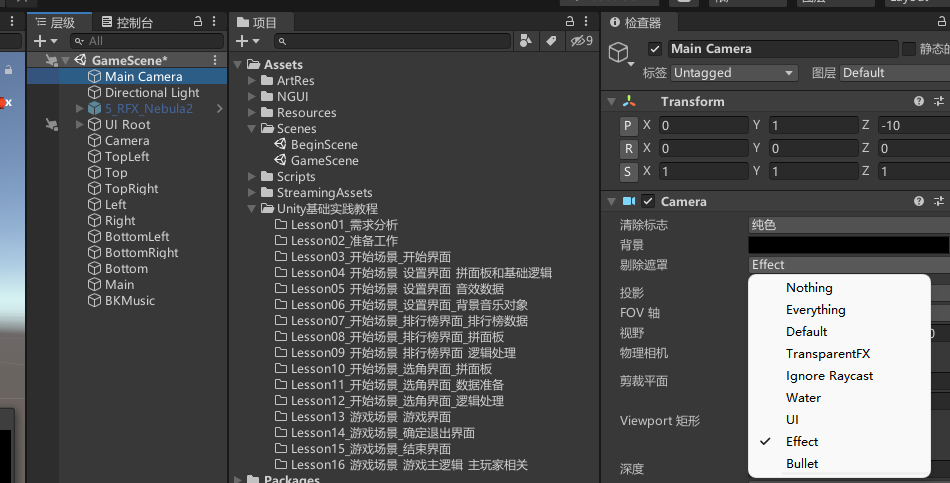 层级
控制台
All
GameScene*
Main Camera
Directional Light
5_RFX_Nebula2
UI Root
Camera
TopLeft
Top
TopRight
Left
Right
BottomLeft
BottomRight
Bottom
Main
BKMusic
项目
9
Assets
ArtRes
NGUI
Resources
Scenes
BeginScene
GameScene
Scripts
StreamingAssets
Unity基础实践教程
Lesson01_需求分析
Lesson02_准备工作
Lesson03_开始场景_开始界面
Lesson04 开始场景 设置界面 拼面板和基础逻辑
Lesson05 开始场景 设置界面 音效数据
Lesson06_开始场景_设置界面_背景音乐对象
Lesson07_开始场景_排行榜界面_排行榜数据
Lesson08_开始场景_排行榜界面_拼面板
Lesson09 开始场景 排行榜界面 逻辑处理
Lesson10_开始场景_选角界面_拼面板
Lesson11_开始场景_选角界面_数据准备
Lesson12_开始场景_选角界面_逻辑处理
Lesson13 游戏场景 游戏界面
Lesson14_游戏场景_确定退出界面
Lesson15_游戏场景_结束界面
Lesson16 游戏场景 游戏主逻辑 主玩家相关
Packages
检查器
Main Camera
静态的
标签 Untagged 图层 Default
Transform
P X 0 Y 1 Z -10
R X 0 Y 0 Z 0
S X 1 Y 1 Z 1
Camera
清除标志 纯色
背景
剔除遮罩 Effect
投影
FOV 轴
视野
物理相机
剪裁平面
Viewport 矩形
深度
Nothing
Everything
Default
TransparentFX
Ignore Raycast
Water
UI
Effect
Bullet
x